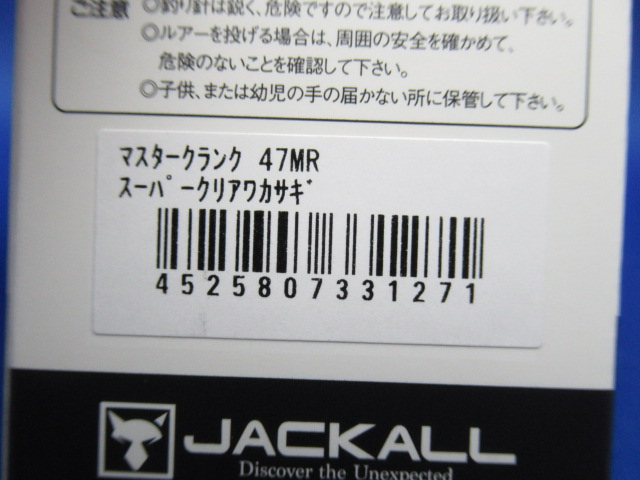 ご注意 ◎釣り針は鋭く、危険ですので注意してお取り扱い下さい。
◎ルアーを投げる場合は、周囲の安全を確かめて、
危険のないことを確認して下さい。
◎子供、または幼児の手の届かない所に保管して下さい。
ﾏｽﾀｰｸﾗﾝｸ 47MR
ｽｰﾊﾟｰｸﾘｱﾜｶｻｷﾞ
4525807331271
JACKALL
Discover the Unexpected